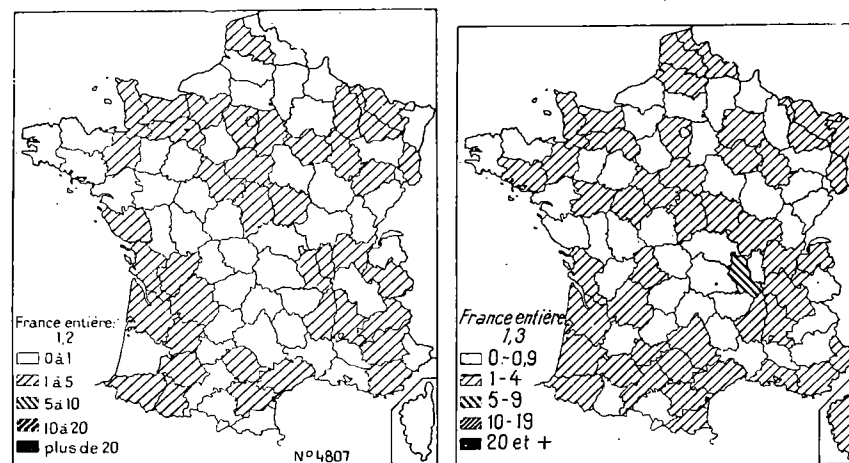 France entière:
1,2
0 à 1
1 à 5
5 à 10
10 à 20
plus de 20
Nº 4807
France entière
1,3
0-0,9
1-4
5-9
10-19
20 et +